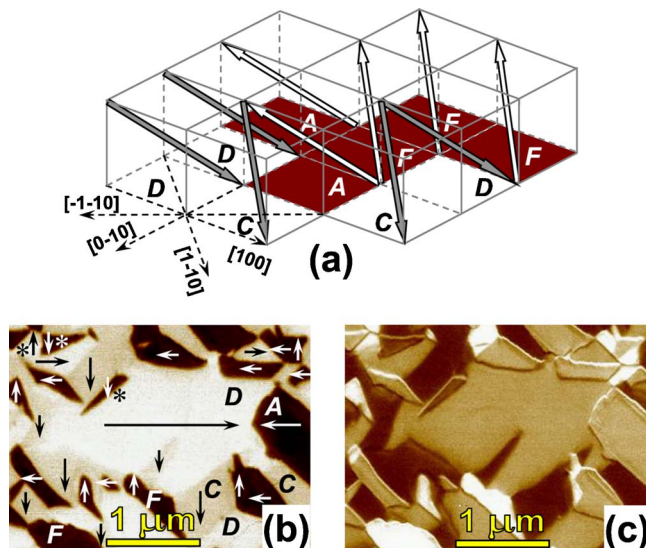 A
F
D
F
F
D
A
D
[-1-10]
C
C
[0-10]
[100]
(a)
[1-10]
*
*
*
D
A
F
C
C
F
D
1 µm
(b)
1 µm
(c)